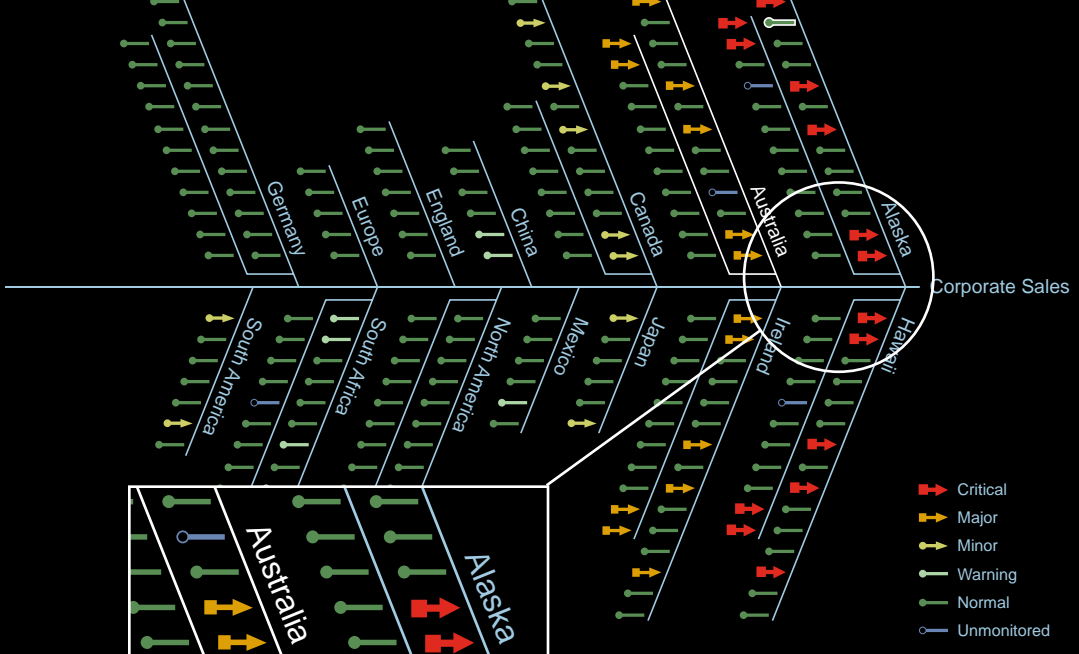 Germany
Europe
England
China
Canada
Australia
Alaska
Corporate Sales
South America
South Africa
North America
Mexico
Japan
Ireland
Hawaii
Australia
Alaska
Critical
Major
Minor
Warning
Normal
Unmonitored